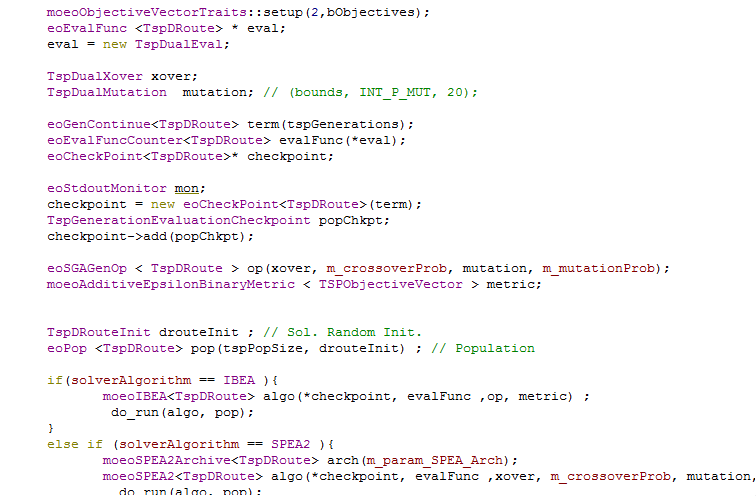 moeoObjectiveVectorTraits::setup(2,bObjectives);
eoEvalFunc <TspDRoute> * eval;
eval = new TspDualEval;
TspDualXover xover;
TspDualMutation  mutation; // (bounds, INT_P_MUT, 20);
eoGenContinue<TspDRoute> term(tspGenerations);
eoEvalFuncCounter<TspDRoute> evalFunc(*eval);
eoCheckPoint<TspDRoute>* checkpoint;
eoStdoutMonitor mon;
checkpoint = new eoCheckPoint<TspDRoute>(term);
TspGenerationEvaluationCheckpoint popChkpt;
checkpoint->add(popChkpt);
eoSGAGenOp < TspDRoute > op(xover, m_crossoverProb, mutation, m_mutationProb);
moeoAdditiveEpsilonBinaryMetric < TSPObjectiveVector > metric;
TspDRouteInit drouteInit ; // Sol. Random Init.
eoPop <TspDRoute> pop(tspPopSize, drouteInit) ; // Population
if(solverAlgorithm == IBEA ){
moeoIBEA<TspDRoute> algo(*checkpoint, evalFunc ,op, metric) ;
do_run(algo, pop);
}
else if (solverAlgorithm == SPEA2 ){
moeoSPEA2Archive<TspDRoute> arch(m_param_SPEA_Arch);
moeoSPEA2<TspDRoute> algo(*checkpoint, evalFunc ,xover, m_crossoverProb, mutation,
do_run(algo, pop);